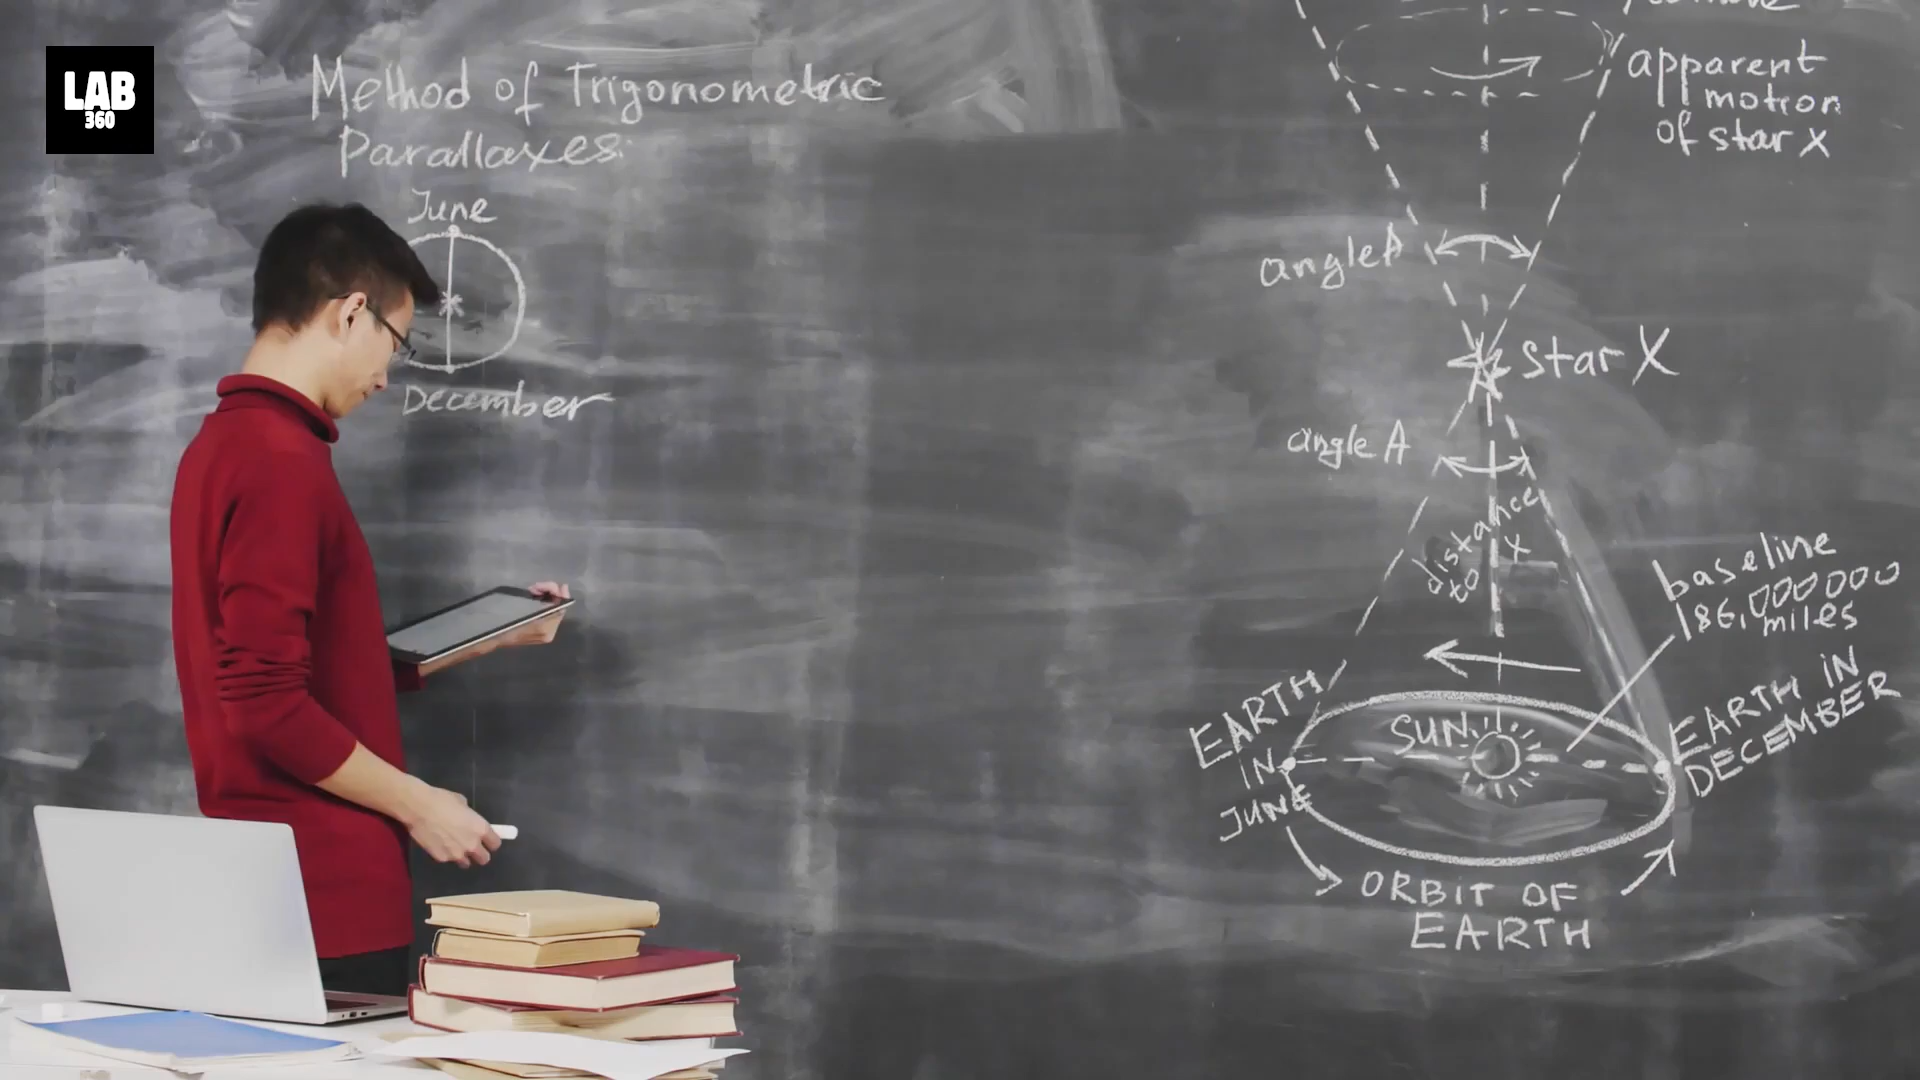 LAB
360
Method of Trigonometric
Parallaxes:
June
December
apparent
motion
of star X
angle A
star X
angle A
distance
to X
baseline
186,000000
miles
EARTH
IN
JUNE
SUN
EARTH IN
DECEMBER
ORBIT OF
EARTH